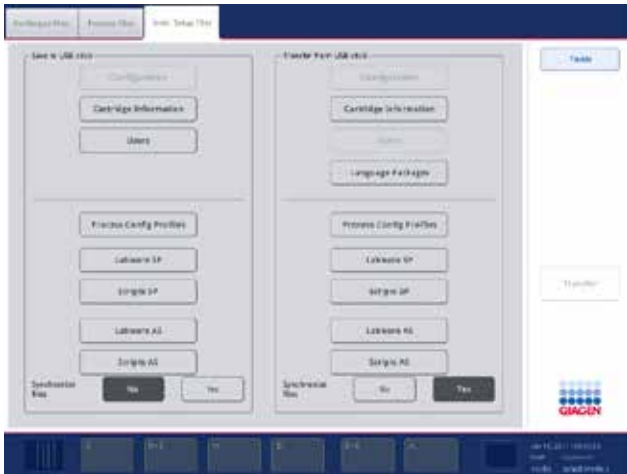 Save to USB stick
Configuration
Cartridge Information
Users
Process Config Profiles
Labware SP
Scripts SP
Labware AS
Scripts AS
Synchronize files
No
Yes
Transfer from USB stick
Configuration
Cartridge Information
Users
Language Packages
Process Config Profiles
Labware SP
Scripts SP
Labware AS
Scripts AS
Synchronize files
No
Yes
Tools
Transfer
QIAGEN